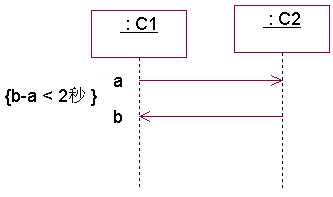 : C1
: C2
a
{b-a < 2秒 }
b